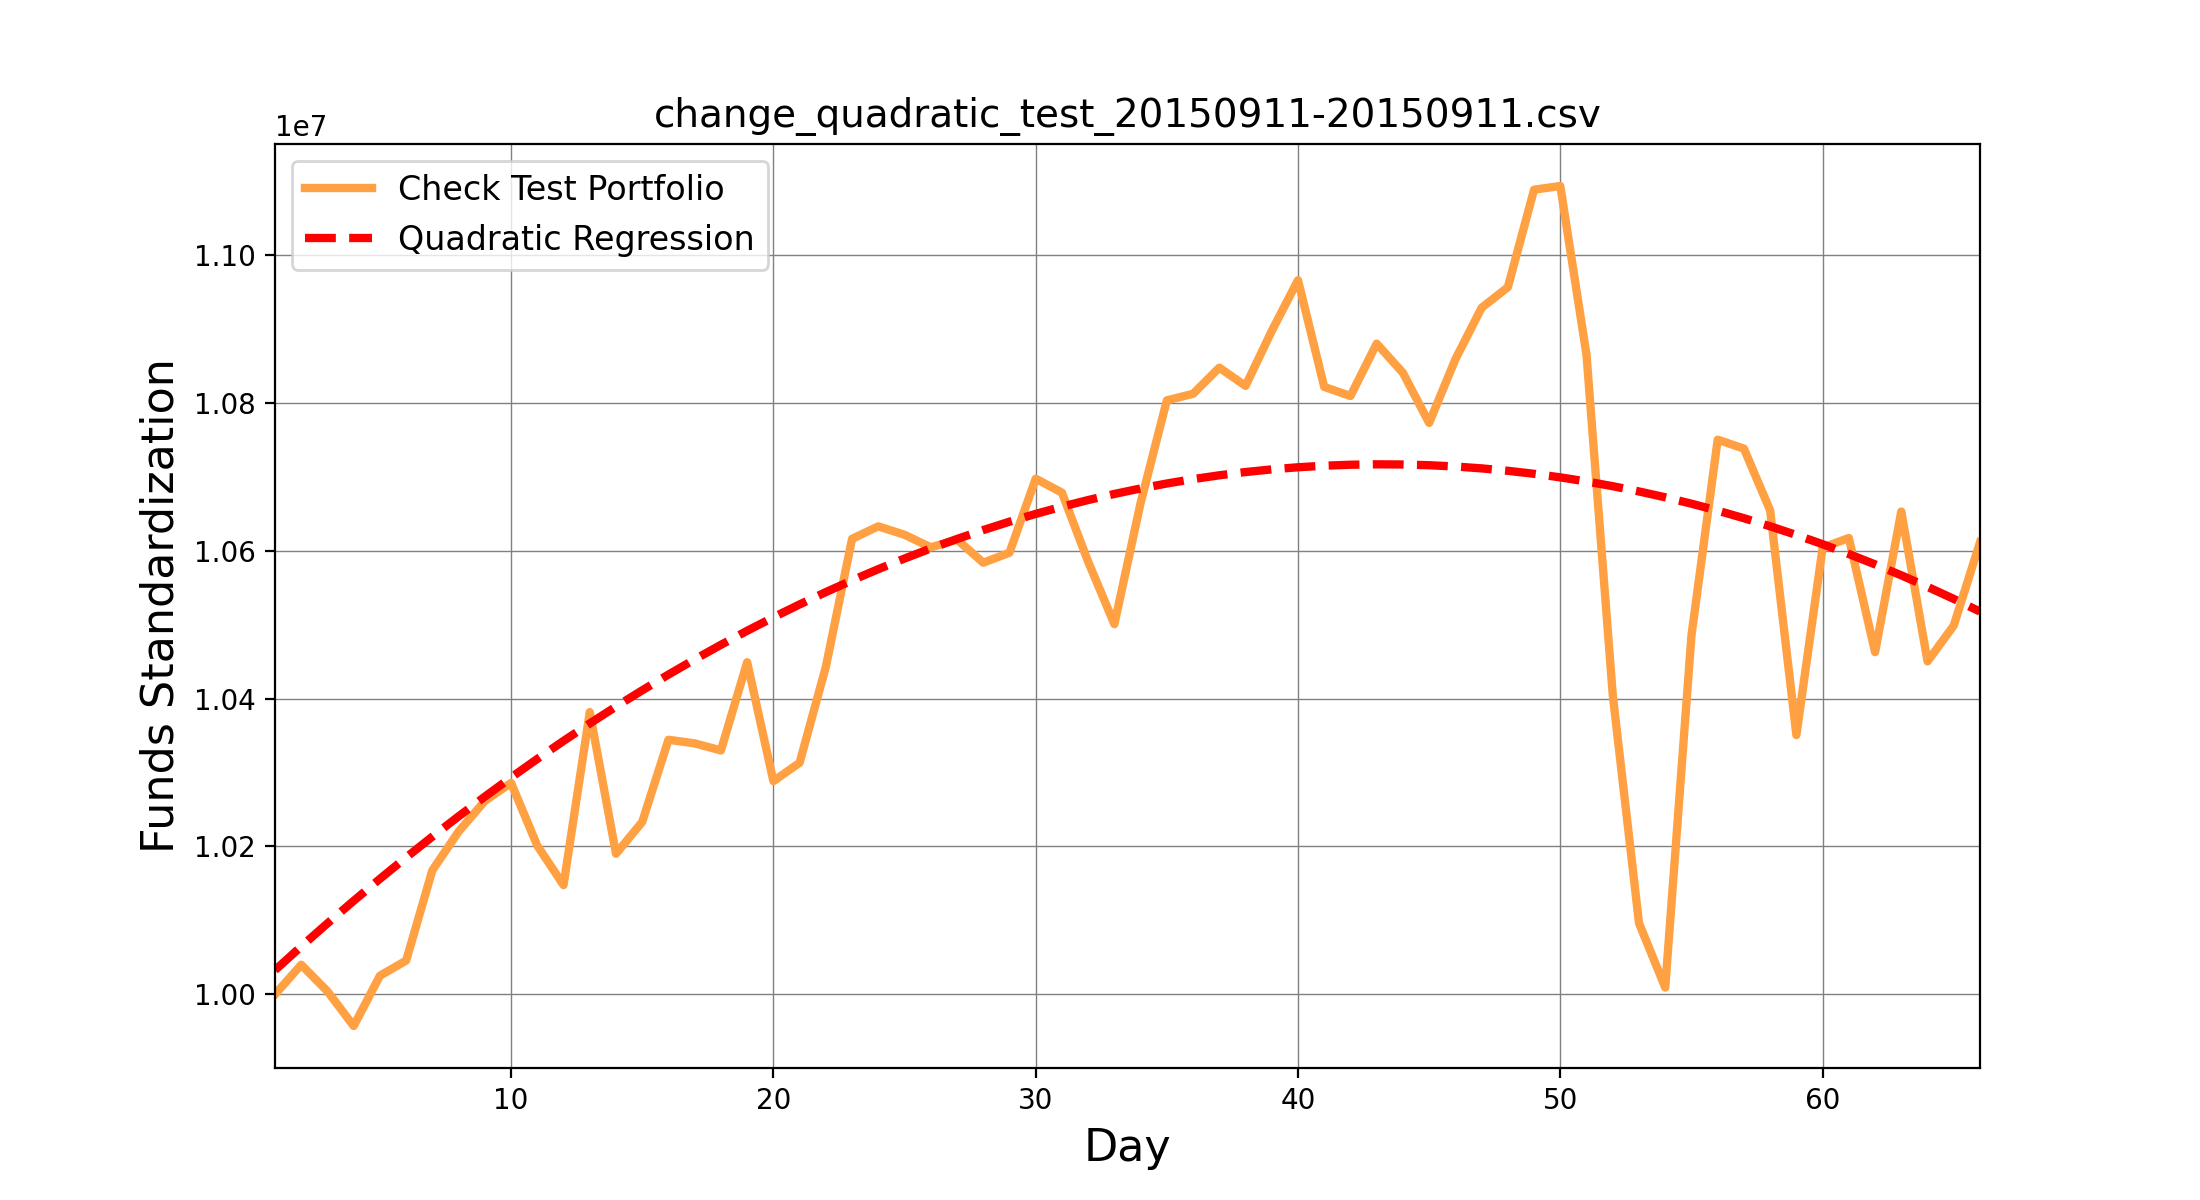 change_quadratic_test_20150911-20150911.csv
1e7
Check Test Portfolio
Quadratic Regression
1.10
1.08
1.06
1.04
1.02
1.00
Funds Standardization
10 20 30 40 50 60
Day